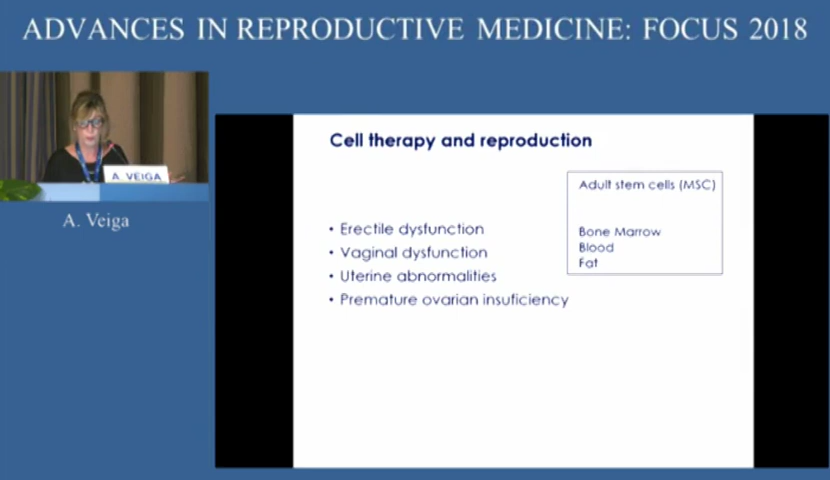 ADVANCES IN REPRODUCTIVE MEDICINE: FOCUS 2018
A. VEIGA
A. Veiga
Cell therapy and reproduction
Adult stem cells (MSC)
Bone Marrow
Blood
Fat
• Erectile dysfunction
• Vaginal dysfunction
• Uterine abnormalities
• Premature ovarian insuficiency